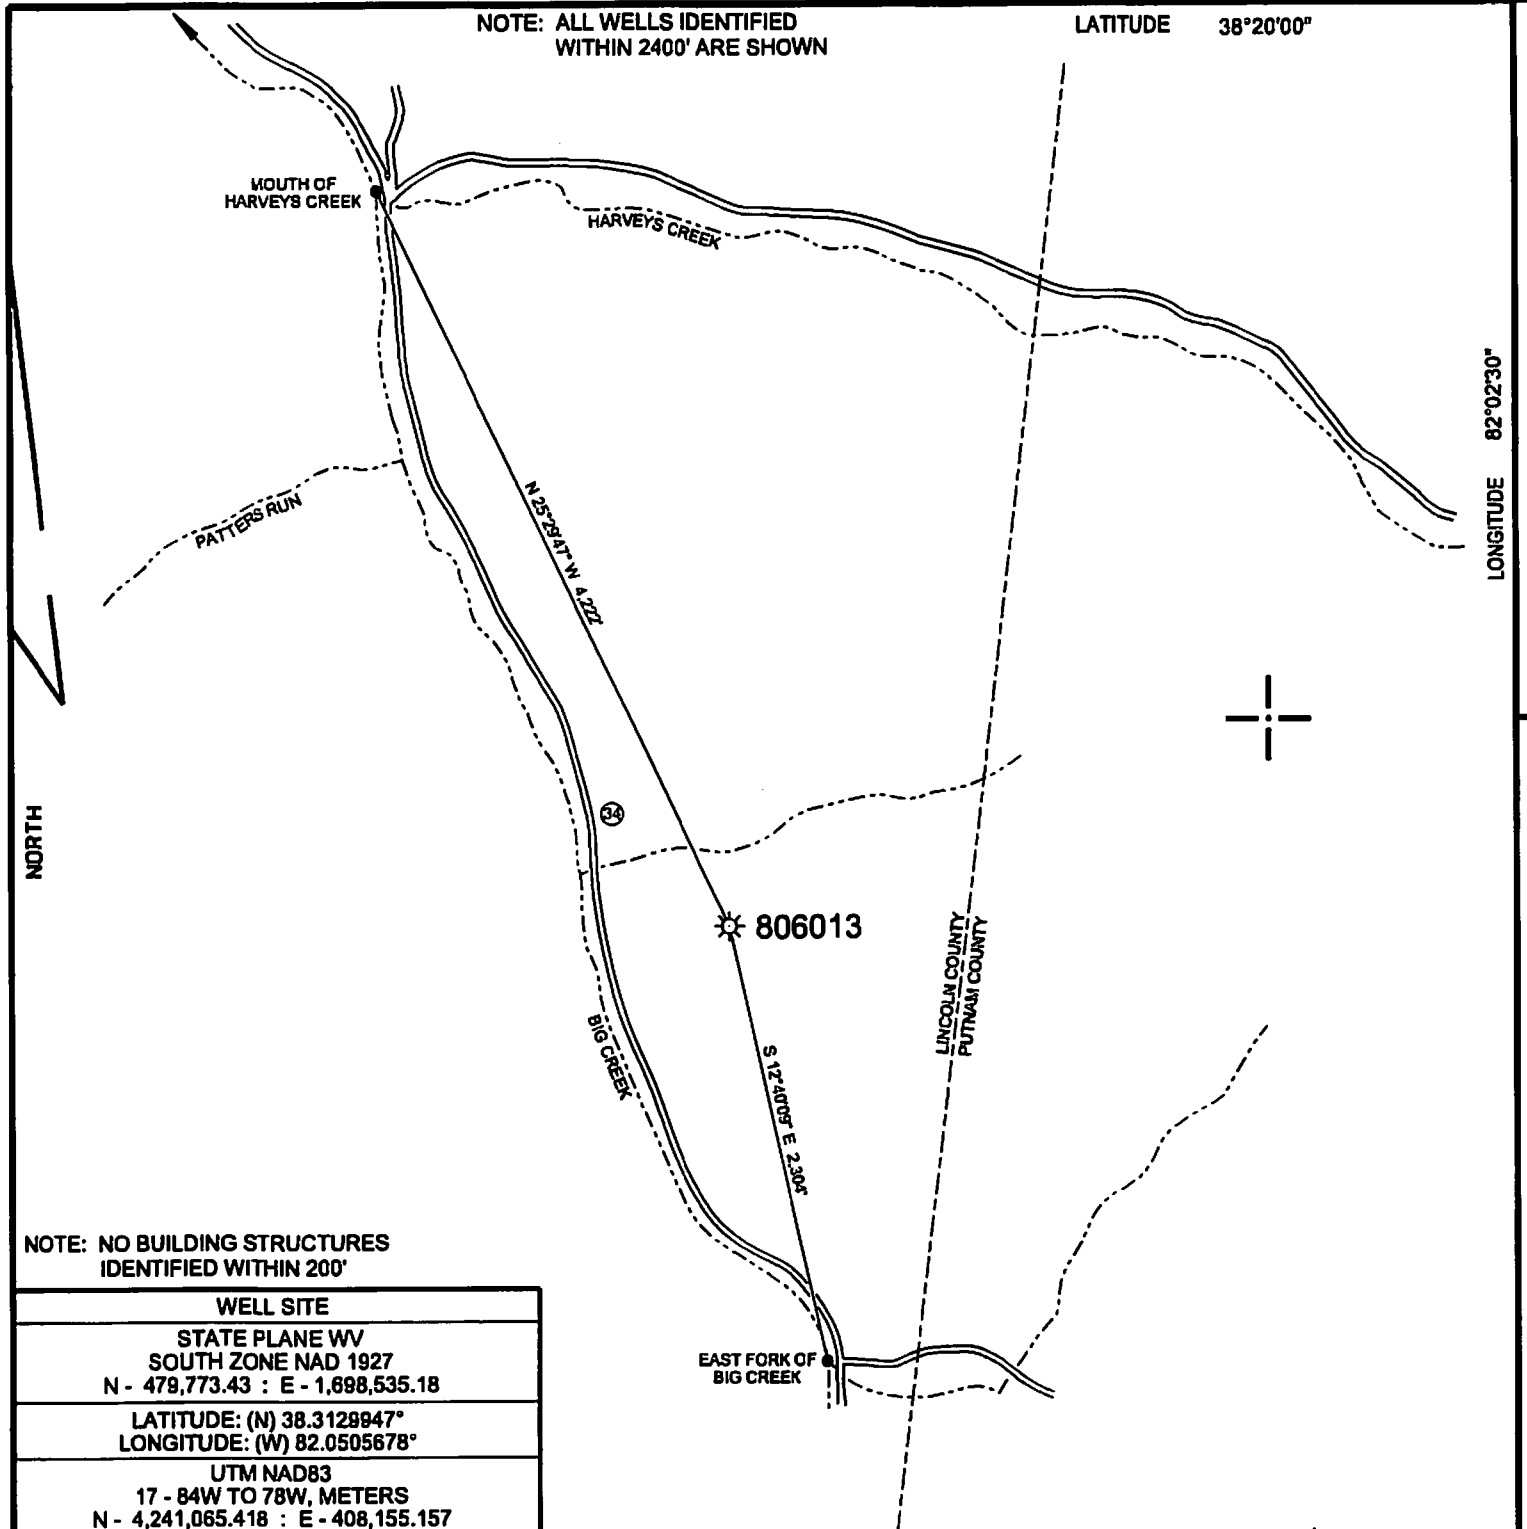 NOTE: ALL WELLS IDENTIFIED
WITHIN 2400' ARE SHOWN
LATITUDE 38°20'00"
MOUTH OF
HARVEYS CREEK
HARVEYS CREEK
LONGITUDE 82°02'30"
PATTERS RUN
N 25°29'47" W 4,222'
34
NORTH
806013
LINCOLN COUNTY
PUTNAM COUNTY
BIG CREEK
S 12°40'09" E 2,304'
NOTE: NO BUILDING STRUCTURES
IDENTIFIED WITHIN 200'
EAST FORK OF
BIG CREEK
WELL SITE
STATE PLANE WV
SOUTH ZONE NAD 1927
N - 479,773.43 : E - 1,698,535.18
LATITUDE: (N) 38.3129947°
LONGITUDE: (W) 82.0505678°
UTM NAD83
17 - 84W TO 78W, METERS
N - 4,241,065.418 : E - 408,155.157